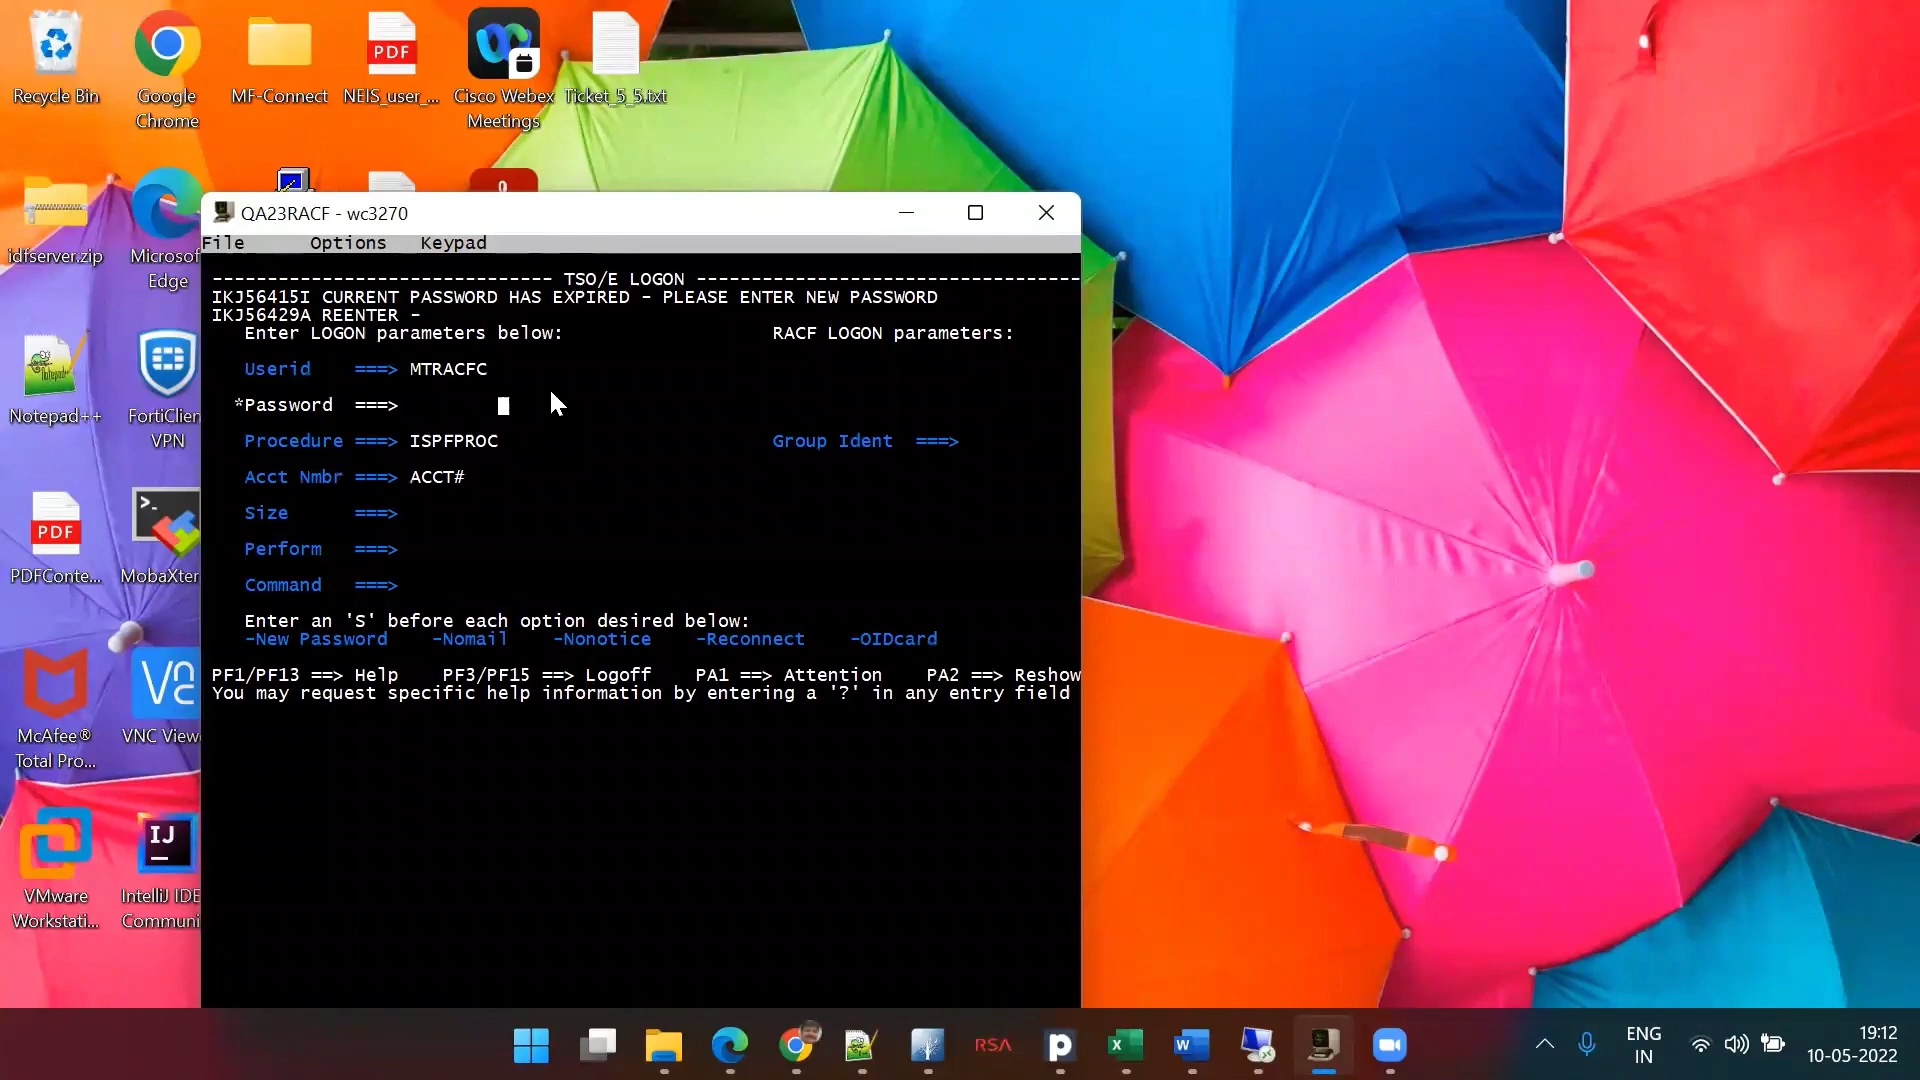 Recycle Bin
Google
Chrome
MF-Connect
PDF
NEIS_user_...
Cisco Webex
Meetings
Ticket_5_5.txt
idfserver.zip
Microsof
Edge
Notepad++
FortiClien
VPN
PDF
PDFConte...
MobaXter
McAfee®
Total Pro...
VNC View
VMware
Workstati...
IJ
IntelliJ IDE
Communi
QA23RACF - wc3270
File Options Keypad
------------------------------- TSO/E LOGON -----------------------------------
IKJ56415I CURRENT PASSWORD HAS EXPIRED - PLEASE ENTER NEW PASSWORD
IKJ56429A REENTER -
Enter LOGON parameters below: RACF LOGON parameters:
Userid ===> MTRACFC
*Password ===>
Procedure ===> ISPFPROC Group Ident ===>
Acct Nmbr ===> ACCT#
Size ===>
Perform ===>
Command ===>
Enter an 'S' before each option desired below:
-New Password -Nomail -Nonotice -Reconnect -OIDcard
PF1/PF13 ==> Help PF3/PF15 ==> Logoff PA1 ==> Attention PA2 ==> Reshow
You may request specific help information by entering a '?' in any entry field
RSA
ENG
IN
19:12
10-05-2022